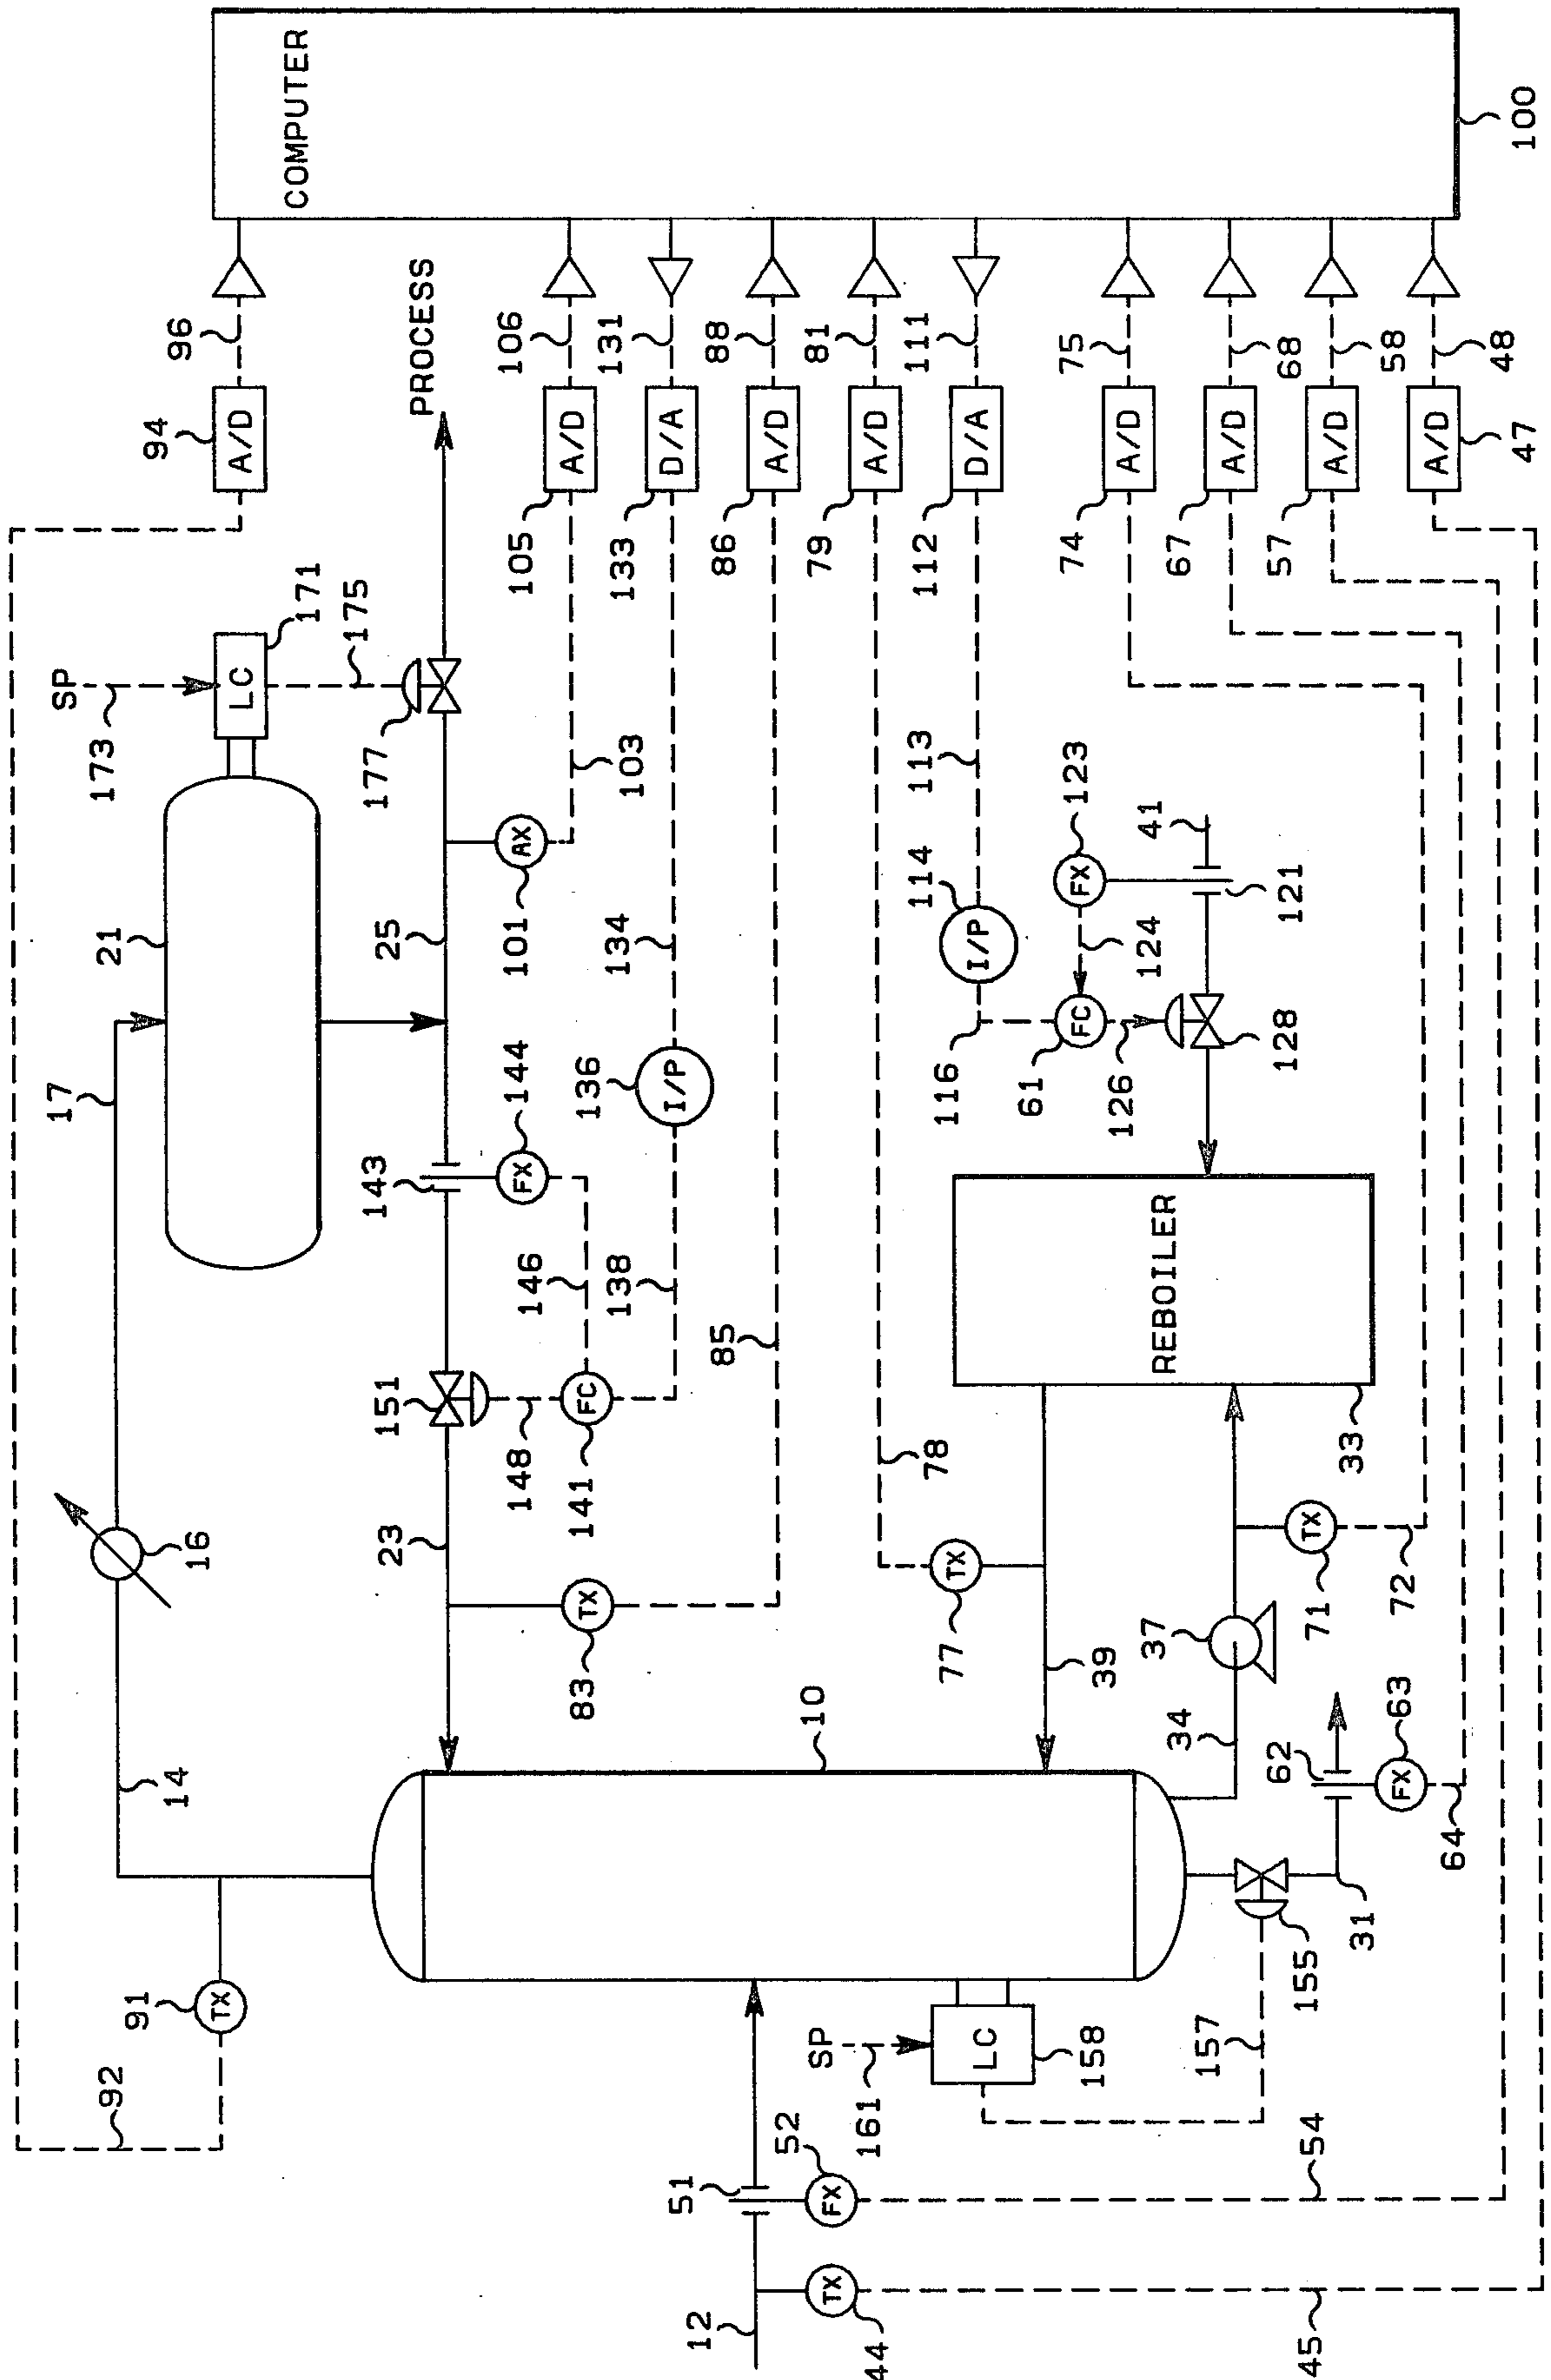 COMPUTER
100
96
94
A/D
PROCESS
106
105
A/D
131
133
D/A
88
86
A/D
81
79
A/D
111
112
D/A
75
74
A/D
68
67
A/D
58
57
A/D
48
47
A/D
SP
173
LC
171
175
177
21
17
25
AX
101
103
134
I/P
136
138
143
FX
144
146
151
FC
141
148
85
113
I/P
114
116
FX
123
124
41
121
FC
61
126
128
REBOILER
33
78
TX
77
39
TX
71
72
37
34
16
14
23
TX
83
10
62
FX
63
64
31
155
157
TX
91
92
SP
161
LC
158
51
FX
52
54
12
TX
44
45